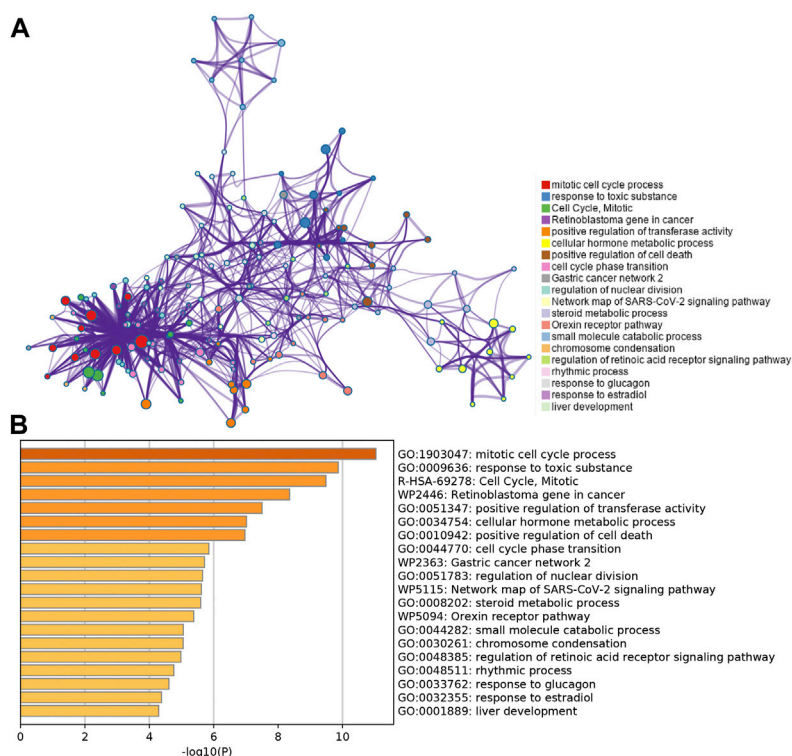 A
mitotic cell cycle process
response to toxic substance
Cell Cycle, Mitotic
Retinoblastoma gene in cancer
positive regulation of transferase activity
cellular hormone metabolic process
positive regulation of cell death
cell cycle phase transition
Gastric cancer network 2
regulation of nuclear division
Network map of SARS-CoV-2 signaling pathway
steroid metabolic process
Orexin receptor pathway
small molecule catabolic process
chromosome condensation
regulation of retinoic acid receptor signaling pathway
rhythmic process
response to glucagon
response to estradiol
liver development
B
GO:1903047: mitotic cell cycle process
GO:0009636: response to toxic substance
R-HSA-69278: Cell Cycle, Mitotic
WP2446: Retinoblastoma gene in cancer
GO:0051347: positive regulation of transferase activity
GO:0034754: cellular hormone metabolic process
GO:0010942: positive regulation of cell death
GO:0044770: cell cycle phase transition
WP2363: Gastric cancer network 2
GO:0051783: regulation of nuclear division
WP5115: Network map of SARS-CoV-2 signaling pathway
GO:0008202: steroid metabolic process
WP5094: Orexin receptor pathway
GO:0044282: small molecule catabolic process
GO:0030261: chromosome condensation
GO:0048385: regulation of retinoic acid receptor signaling pathway
GO:0048511: rhythmic process
GO:0033762: response to glucagon
GO:0032355: response to estradiol
GO:0001889: liver development
0 2 4 6 8 10
-log10(P)